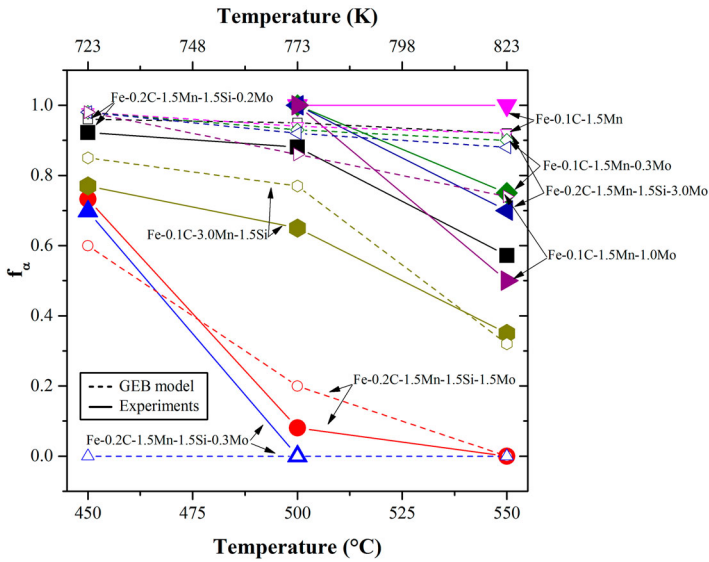 Temperature (K)
723 748 773 798 823
Fe-0.2C-1.5Mn-1.5Si-0.2Mo
1.0
Fe-0.1C-1.5Mn
Fe-0.1C-1.5Mn-0.3Mo
0.8
Fe-0.2C-1.5Mn-1.5Si-3.0Mo
Fe-0.1C-3.0Mn-1.5Si
Fe-0.1C-1.5Mn-1.0Mo
0.6
fα
0.4
GEB model
Fe-0.2C-1.5Mn-1.5Si-1.5Mo
Experiments
0.2
Fe-0.2C-1.5Mn-1.5Si-0.3Mo
0.0
450 475 500 525 550
Temperature (°C)